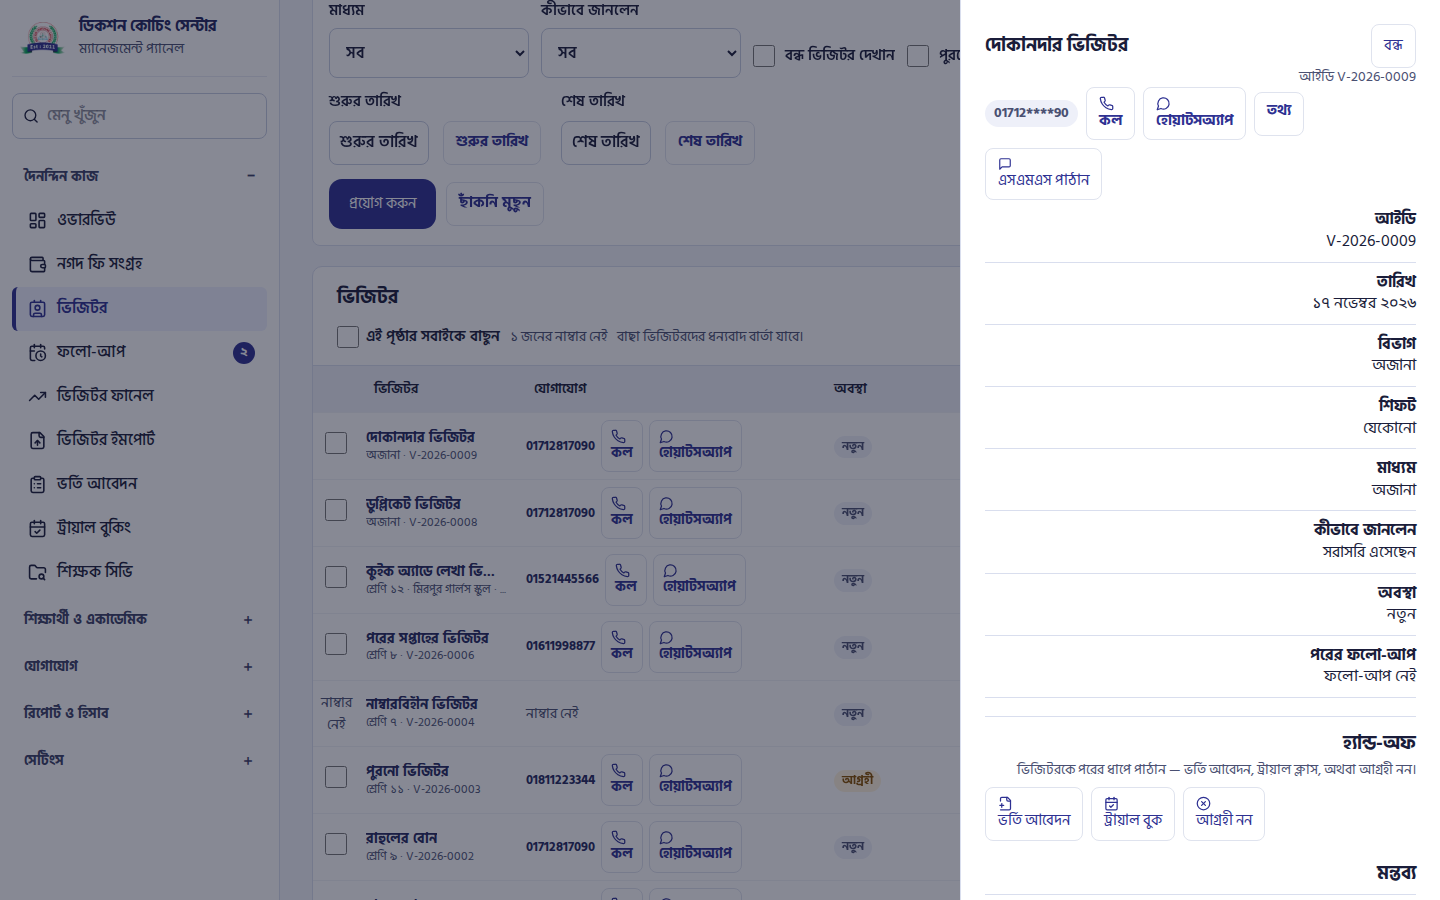 ডিকশন কোচিং সেন্টার
ম্যানেজমেন্ট প্যানেল
মেনু খুঁজুন
দৈনন্দিন কাজ −
ওভারভিউ
নগদ ফি সংগ্রহ
ভিজিটর
ফলো-আপ ২
ভিজিটর ফানেল
ভিজিটর ইমপোর্ট
ভর্তি আবেদন
ট্রায়াল বুকিং
শিক্ষক সিভি
শিক্ষার্থী ও একাডেমিক +
যোগাযোগ +
রিপোর্ট ও হিসাব +
সেটিংস +
মাধ্যম কীভাবে জানলেন
সব সব বন্ধ ভিজিটর দেখান
শুরুর তারিখ শেষ তারিখ
শুরুর তারিখ শুরুর তারিখ শেষ তারিখ শেষ তারিখ
প্রয়োগ করুন ছাঁকনি মুছুন
ভিজিটর
এই পৃষ্ঠার সবাইকে বাছুন ১ জনের নাম্বার নেই বাছা ভিজিটরদের ধন্যবাদ বার্তা যাবে।
ভিজিটর যোগাযোগ অবস্থা
দোকানদার ভিজিটর 01712817090 কল হোয়াটসঅ্যাপ নতুন
অজানা · V-2026-0009
ডুপ্লিকেট ভিজিটর 01712817090 কল হোয়াটসঅ্যাপ নতুন
অজানা · V-2026-0008
কুইক অ্যাডে লেখা ভি... 01521445566 কল হোয়াটসঅ্যাপ নতুন
শ্রেণি ১২ · মিরপুর গার্লস স্কুল · ...
পরের সপ্তাহের ভিজিটর 01611998877 কল হোয়াটসঅ্যাপ নতুন
শ্রেণি ৮ · V-2026-0006
নাম্বার নেই নাম্বারবিহীন ভিজিটর নাম্বার নেই নতুন
শ্রেণি ৭ · V-2026-0004
পুরনো ভিজিটর 01811223344 কল হোয়াটসঅ্যাপ আগ্রহী
শ্রেণি ১১ · V-2026-0003
রাহুলের বোন 01712817090 কল হোয়াটসঅ্যাপ নতুন
শ্রেণি ৯ · V-2026-0002
দোকানদার ভিজিটর বন্ধ
আইডি V-2026-0009
01712****90 কল হোয়াটসঅ্যাপ তথ্য
এসএমএস পাঠান
আইডি
V-2026-0009
তারিখ
১৭ নভেম্বর ২০২৬
বিভাগ
অজানা
শিফট
যেকোনো
মাধ্যম
অজানা
কীভাবে জানলেন
সরাসরি এসেছেন
অবস্থা
নতুন
পরের ফলো-আপ
ফলো-আপ নেই
হ্যান্ড-অফ
ভিজিটরকে পরের ধাপে পাঠান — ভর্তি আবেদন, ট্রায়াল ক্লাস, অথবা আগ্রহী নন।
ভর্তি আবেদন ট্রায়াল বুক আগ্রহী নন
মন্তব্য